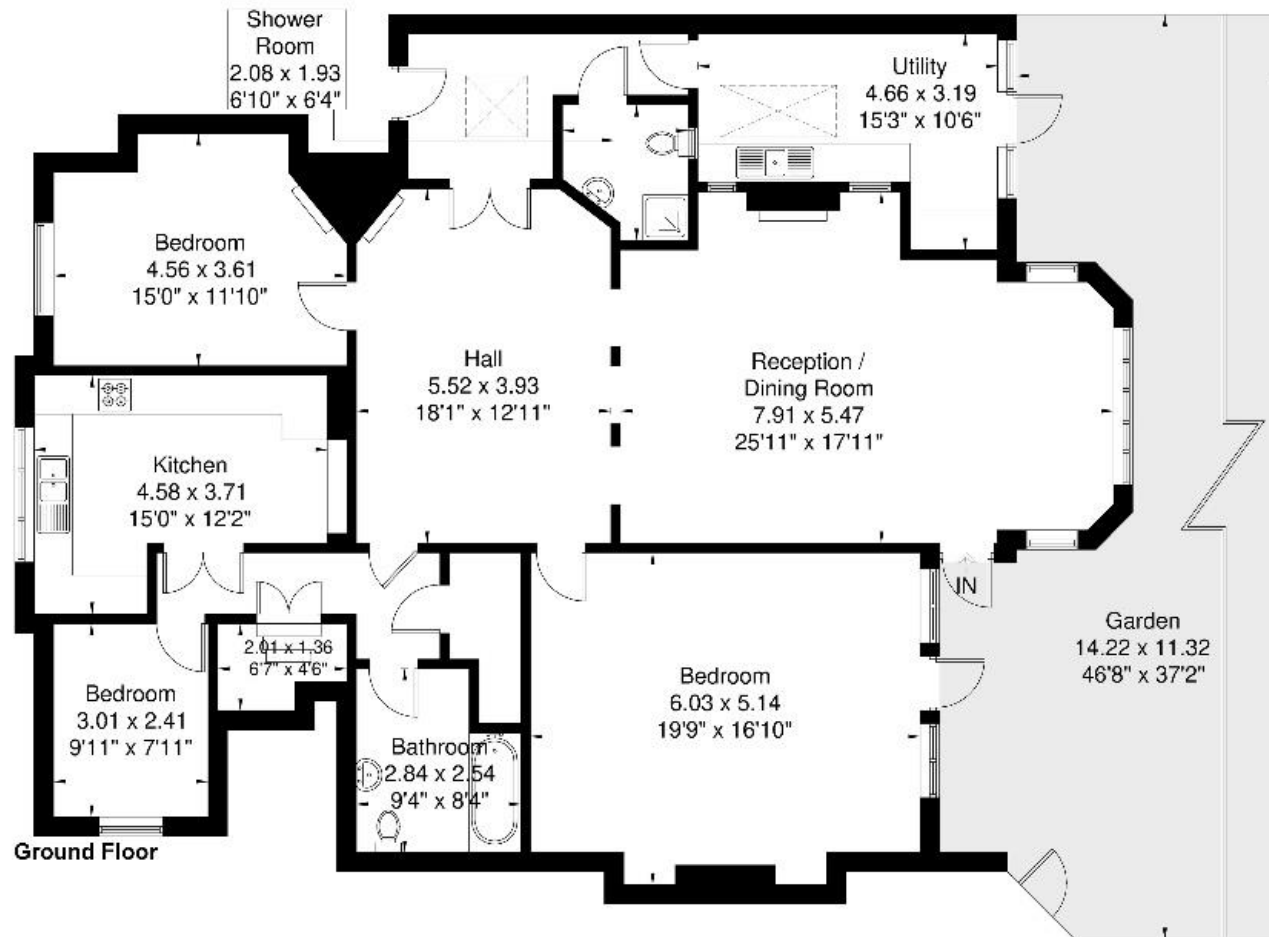 Shower
Room
2.08 x 1.93
6'10" x 6'4"
Utility
4.66 x 3.19
15'3" x 10'6"
Bedroom
4.56 x 3.61
15'0" x 11'10"
Hall
5.52 x 3.93
18'1" x 12'11"
Reception /
Dining Room
7.91 x 5.47
25'11" x 17'11"
Kitchen
4.58 x 3.71
15'0" x 12'2"
IN
Garden
14.22 x 11.32
46'8" x 37'2"
2.01 x 1.36
6'7" x 4'6"
Bedroom
3.01 x 2.41
9'11" x 7'11"
Bathroom
2.84 x 2.54
9'4" x 8'4"
Bedroom
6.03 x 5.14
19'9" x 16'10"
Ground Floor